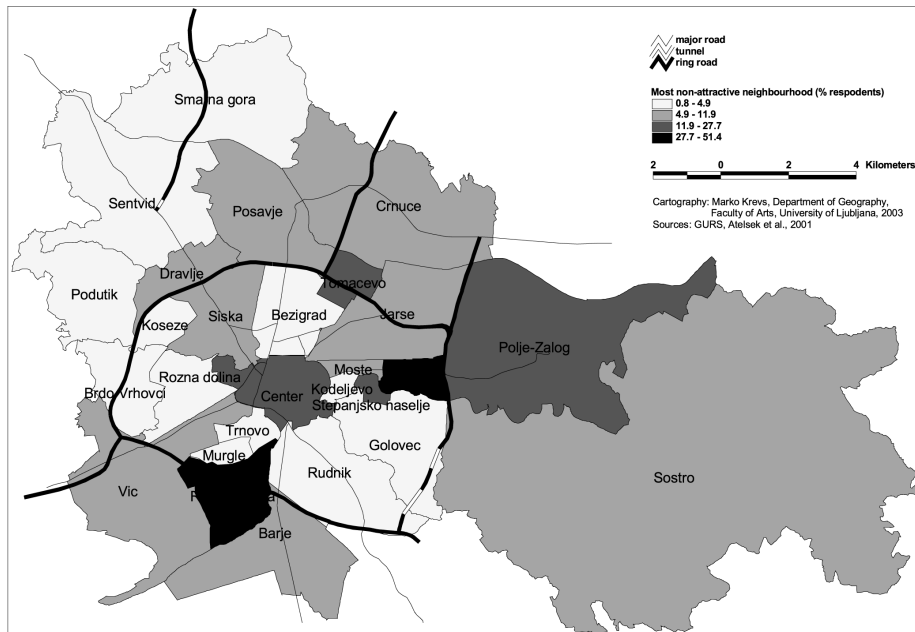 major road
tunnel
ring road
Most non-attractive neighbourhood (% respodents)
0.8 - 4.9
4.9 - 11.9
11.9 - 27.7
27.7 - 51.4
2 0 2 4 Kilometers
Cartography: Marko Krevs, Department of Geography,
Faculty of Arts, University of Ljubljana, 2003
Sources: GURS, Atelsek et al., 2001
Smarna gora
Sentvid
Posavje
Crnuce
Dravlje
Tomacevo
Podutik
Koseze
Siska
Bezigrad
Jarse
Polje-Zalog
Brdo Vrhovci
Rozna dolina
Center
Moste
Kodeljevo
Stepanjsko naselje
Trnovo
Murgle
Golovec
Rudnik
Sostro
Vic
Barje